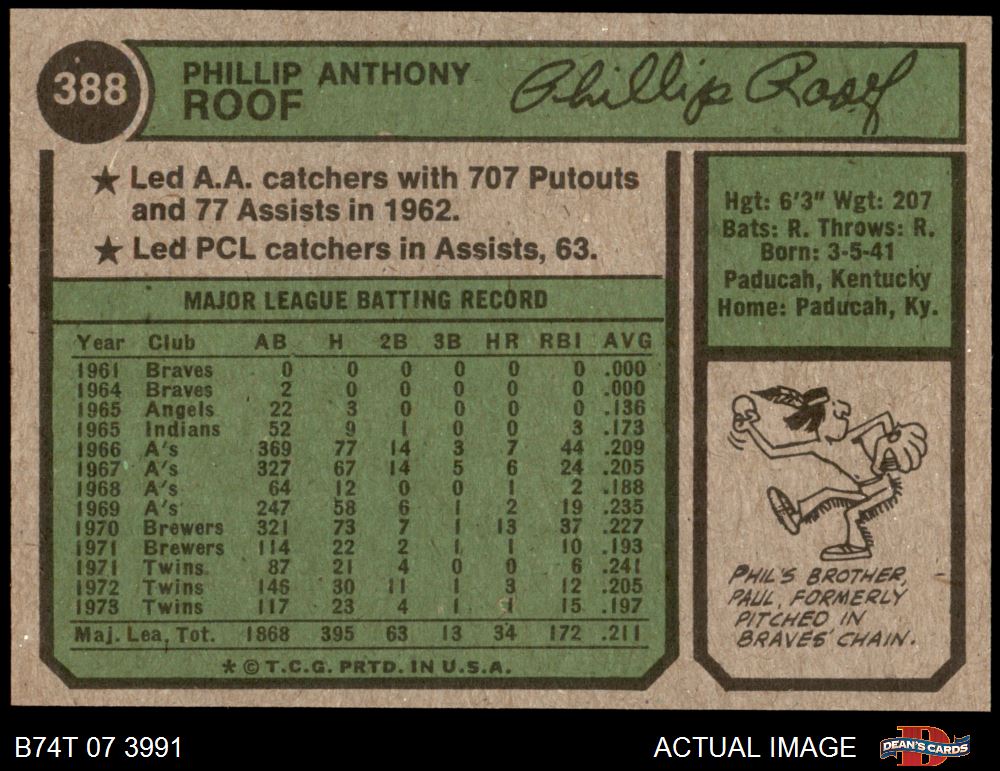 388
PHILLIP ANTHONY
ROOF
Phillip Roof
★ Led A.A. catchers with 707 Putouts
and 77 Assists in 1962.
★ Led PCL catchers in Assists, 63.
MAJOR LEAGUE BATTING RECORD
Year Club AB H 2B 3B HR RBI AVG
1961 Braves 0 0 0 0 0 0 .000
1964 Braves 2 0 0 0 0 0 .000
1965 Angels 22 3 0 0 0 0 .136
1965 Indians 52 9 1 0 0 3 .173
1966 A's 369 77 14 3 7 44 .209
1967 A's 327 67 14 5 6 24 .205
1968 A's 64 12 0 0 1 2 .188
1969 A's 247 58 6 1 2 19 .235
1970 Brewers 321 73 7 1 13 37 .227
1971 Brewers 114 22 2 1 1 10 .193
1971 Twins 87 21 4 0 0 6 .241
1972 Twins 146 30 11 1 3 12 .205
1973 Twins 117 23 4 1 1 15 .197
Maj. Lea. Tot. 1868 395 63 13 34 172 .211
* © T.C.G. PRTD. IN U.S.A.
Hgt: 6'3" Wgt: 207
Bats: R. Throws: R.
Born: 3-5-41
Paducah, Kentucky
Home: Paducah, Ky.
PHIL'S BROTHER,
PAUL, FORMERLY
PITCHED IN
BRAVES' CHAIN.
B74T 07 3991
ACTUAL IMAGE
DEAN'S CARDS